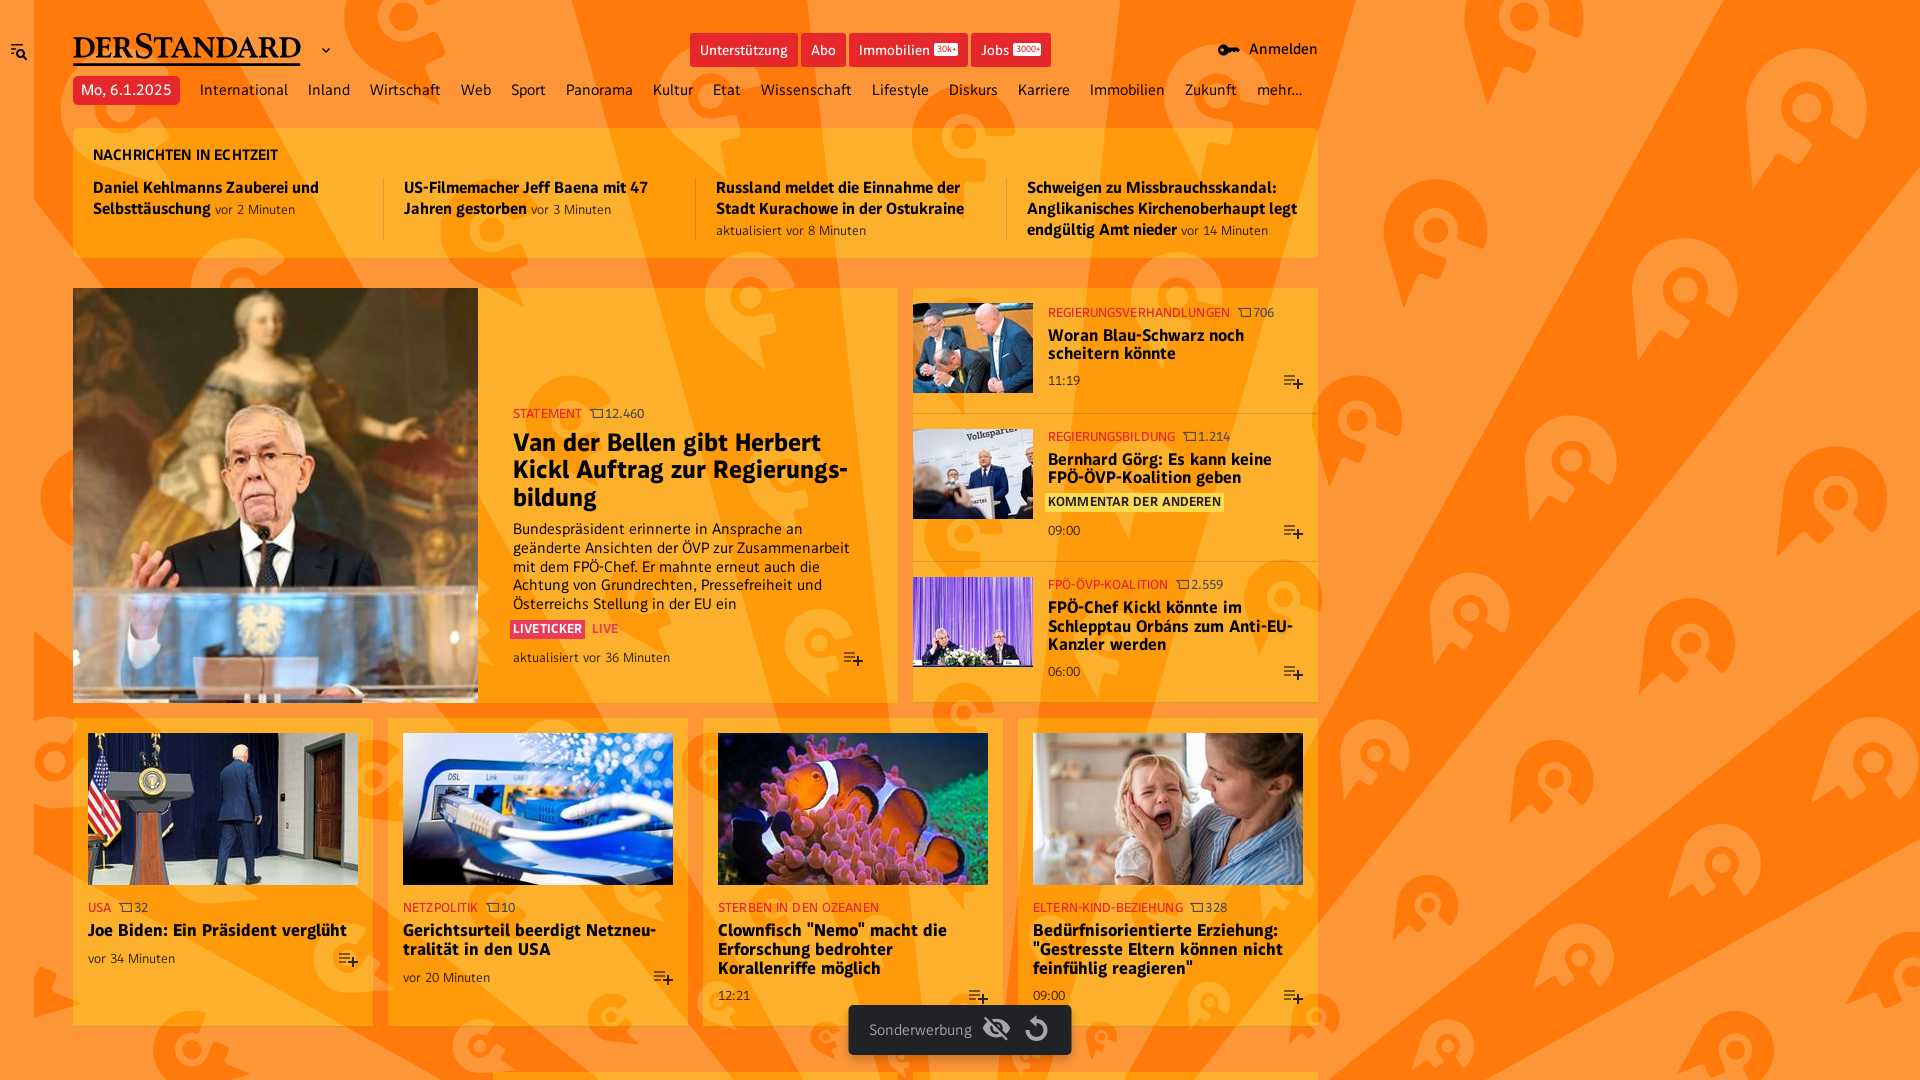 DERSTANDARD
Unterstützung
Abo
Immobilien 30k+
Jobs 3000+
Anmelden
Mo, 6.1.2025 International Inland Wirtschaft Web Sport Panorama Kultur Etat Wissenschaft Lifestyle Diskurs Karriere Immobilien Zukunft mehr...
NACHRICHTEN IN ECHTZEIT
Daniel Kehlmanns Zauberei und
Selbsttäuschung vor 2 Minuten
US-Filmemacher Jeff Baena mit 47
Jahren gestorben vor 3 Minuten
Russland meldet die Einnahme der
Stadt Kurachowe in der Ostukraine
aktualisiert vor 8 Minuten
Schweigen zu Missbrauchsskandal:
Anglikanisches Kirchenoberhaupt legt
endgültig Amt nieder vor 14 Minuten
STATEMENT 12.460
Van der Bellen gibt Herbert
Kickl Auftrag zur Regierungs-
bildung
Bundespräsident erinnerte in Ansprache an
geänderte Ansichten der ÖVP zur Zusammenarbeit
mit dem FPÖ-Chef. Er mahnte erneut auch die
Achtung von Grundrechten, Pressefreiheit und
Österreichs Stellung in der EU ein
LIVETICKER LIVE
aktualisiert vor 36 Minuten
REGIERUNGSVERHANDLUNGEN 706
Woran Blau-Schwarz noch
scheitern könnte
11:19
Volkspartei
REGIERUNGSBILDUNG 1.214
Bernhard Görg: Es kann keine
FPÖ-ÖVP-Koalition geben
KOMMENTAR DER ANDEREN
09:00
FPÖ-ÖVP-KOALITION 2.559
FPÖ-Chef Kickl könnte im
Schlepptau Orbáns zum Anti-EU-
Kanzler werden
06:00
USA 32
Joe Biden: Ein Präsident verglüht
vor 34 Minuten
DSL Link
NETZPOLITIK 10
Gerichtsurteil beerdigt Netzneu-
tralität in den USA
vor 20 Minuten
STERBEN IN DEN OZEANEN
Clownfisch "Nemo" macht die
Erforschung bedrohter
Korallenriffe möglich
12:21
ELTERN-KIND-BEZIEHUNG 328
Bedürfnisorientierte Erziehung:
"Gestresste Eltern können nicht
feinfühlig reagieren"
09:00
Sonderwerbung